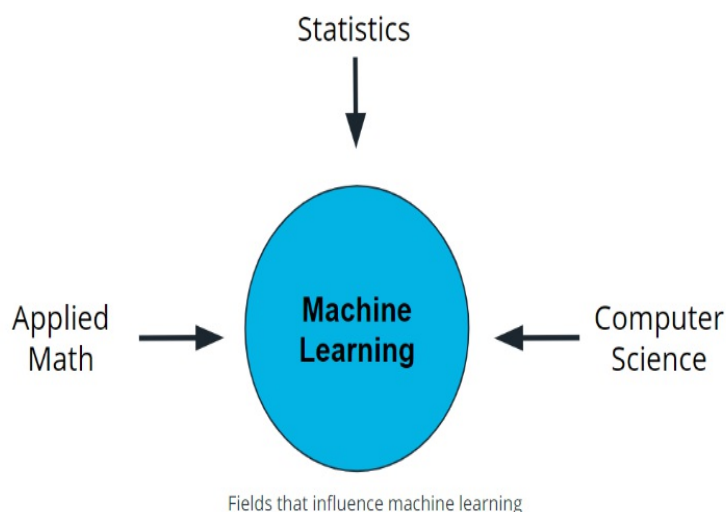 Statistics
Applied
Math
Machine
Learning
Computer
Science
Fields that influence machine learning